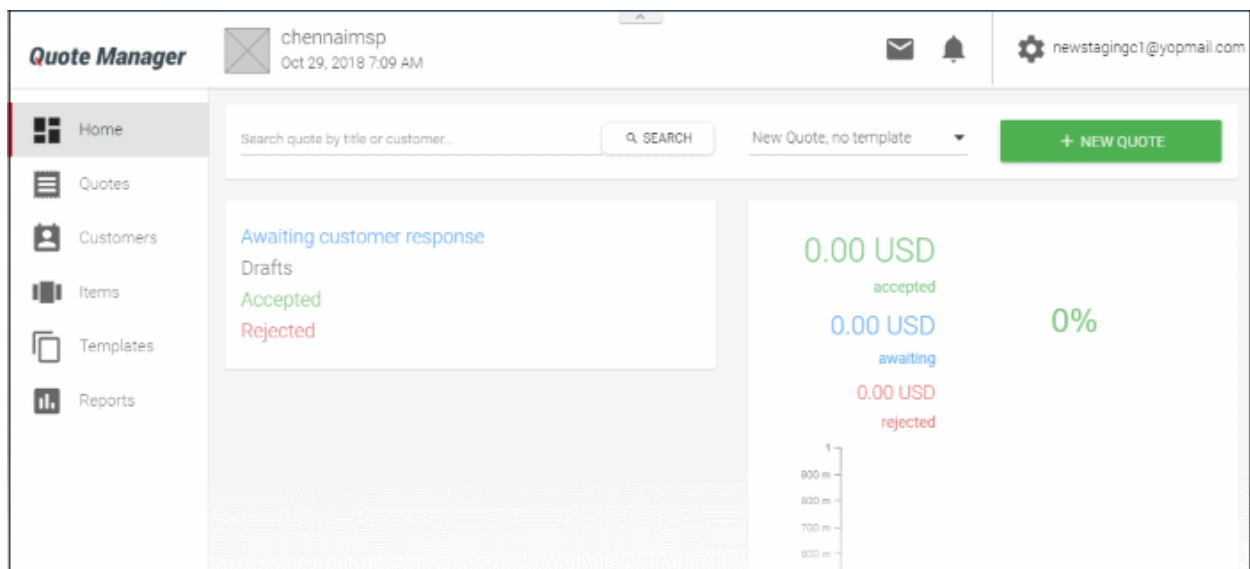 Quote Manager
chennaimsp
Oct 29, 2018 7:09 AM
newstagingc1@yopmail.com
Home
Quotes
Customers
Items
Templates
Reports
Search quote by title or customer...
SEARCH
New Quote, no template
+ NEW QUOTE
Awaiting customer response
Drafts
Accepted
Rejected
0.00 USD
accepted
0.00 USD
awaiting
0.00 USD
rejected
0%
1
900 m
800 m
700 m
600 m